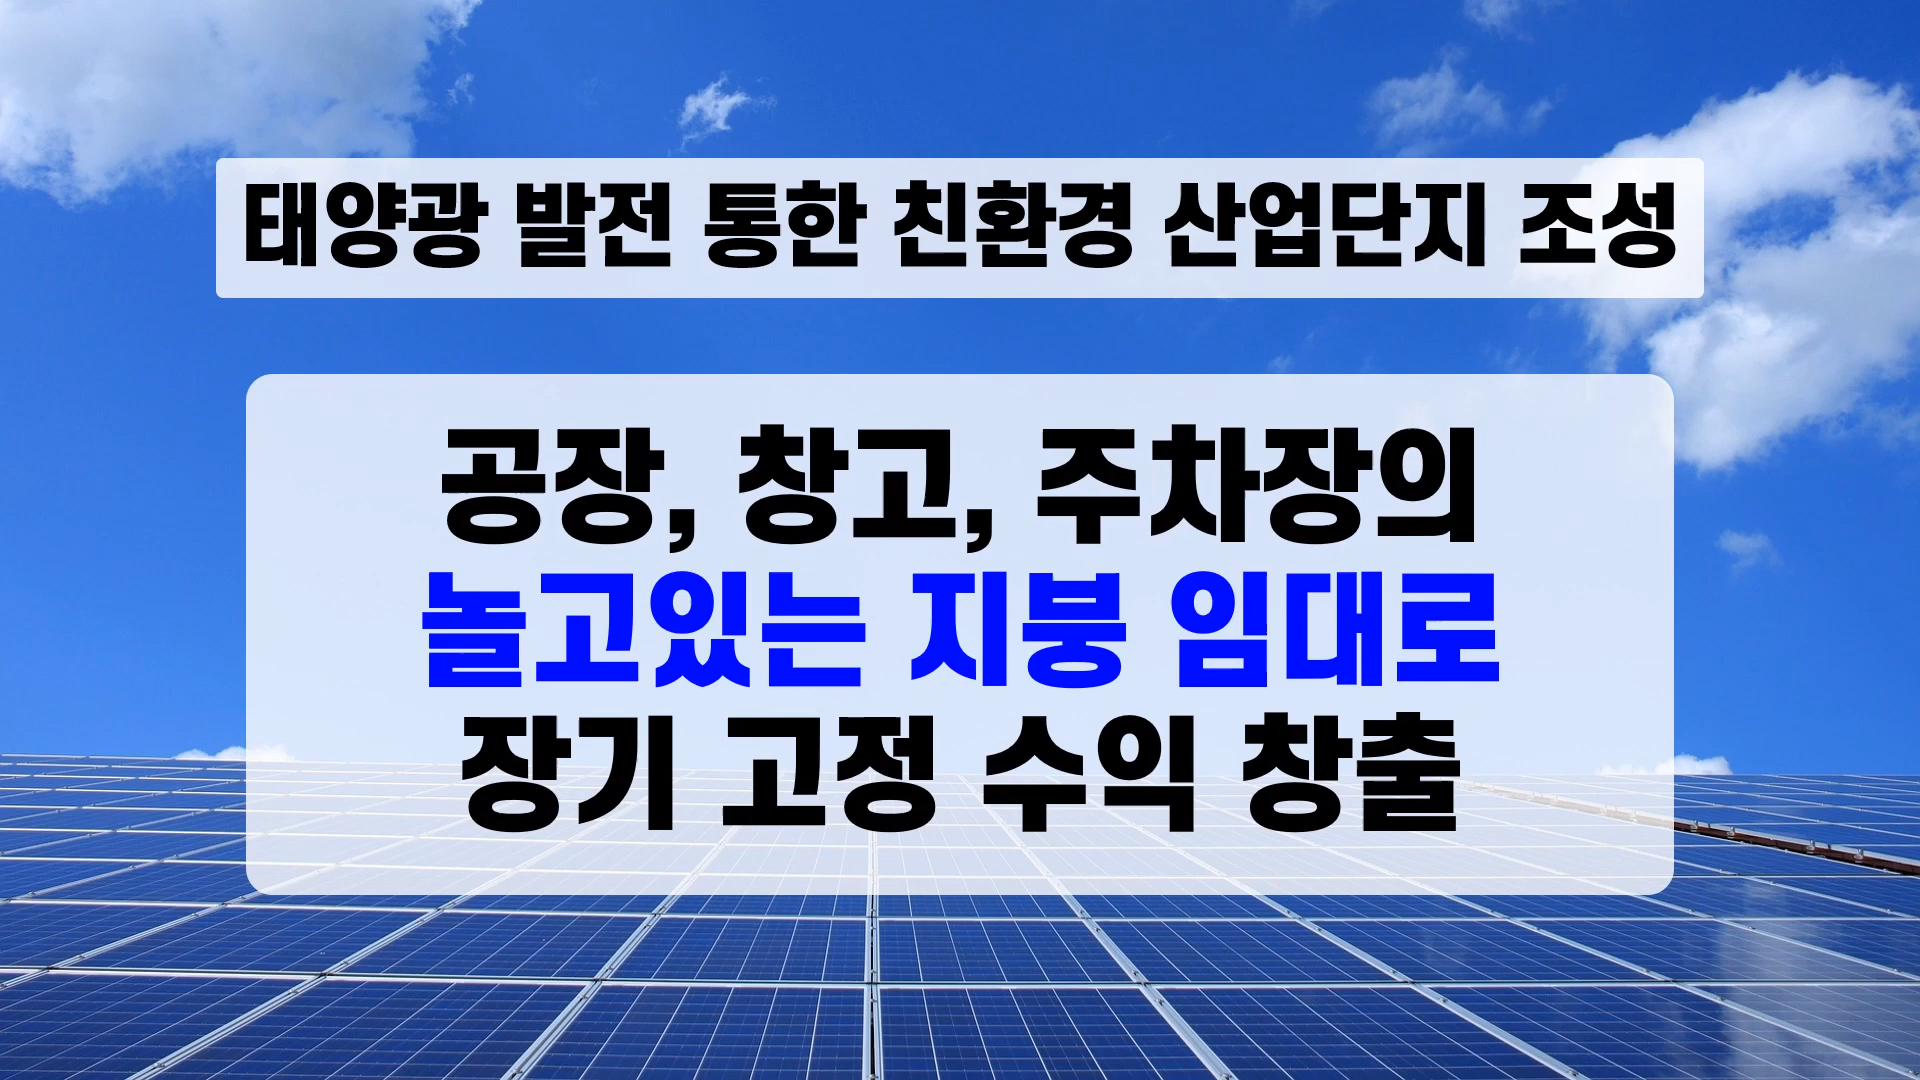 태양광 발전 통한 친환경 산업단지 조성
공장, 창고, 주차장의
놀고있는 지붕 임대로
장기 고정 수익 창출